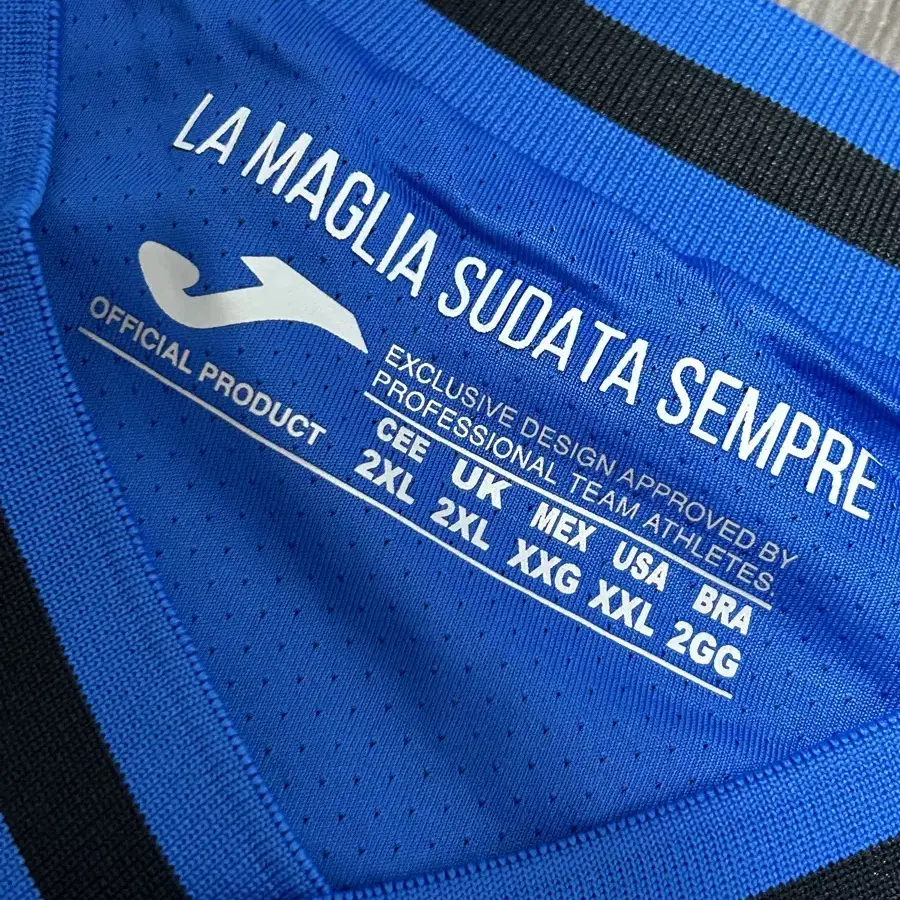 LA MAGLIA SUDATA SEMPRE
OFFICIAL PRODUCT
EXCLUSIVE DESIGN APPROVED BY
PROFESSIONAL TEAM ATHLETES.
CEE UK MEX USA BRA
2XL 2XL XXG XXL 2GG